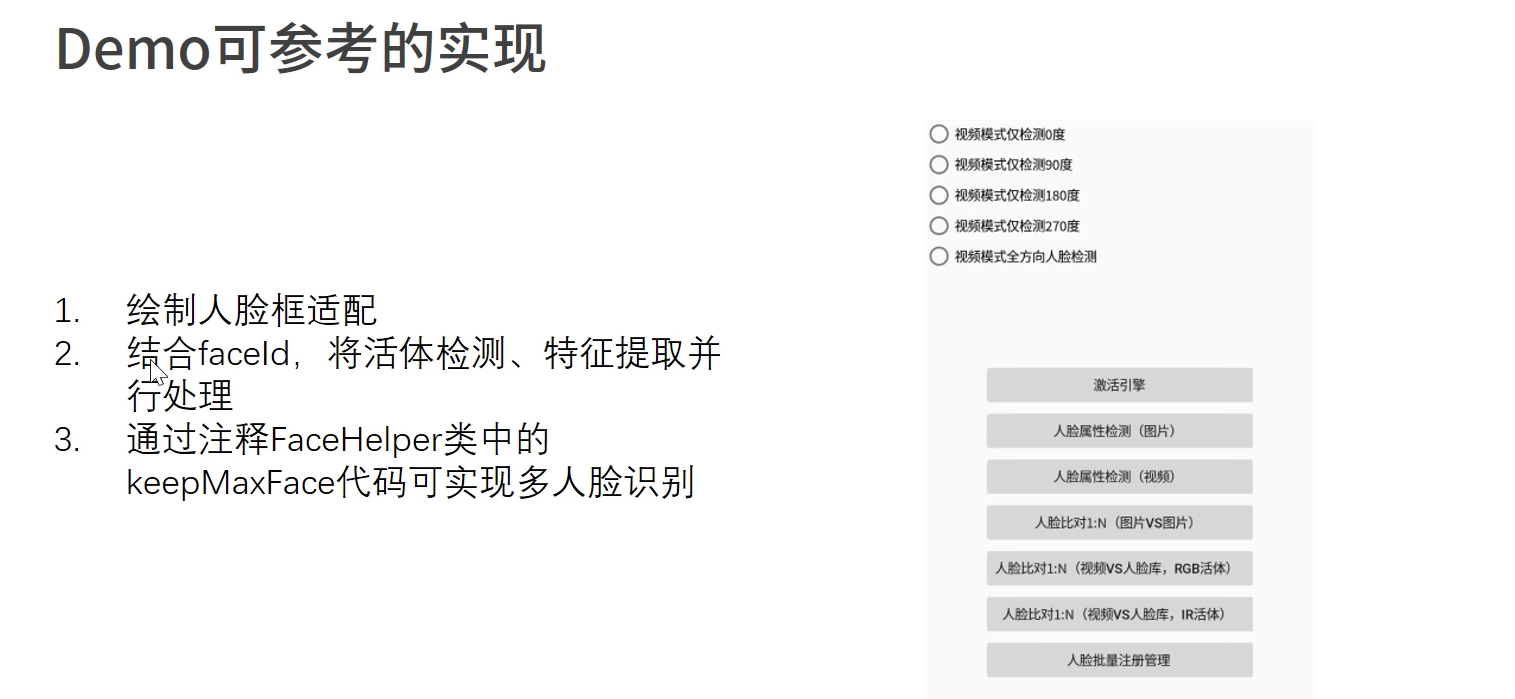 Demo可参考的实现
1. 绘制人脸框适配
2. 结合faceId，将活体检测、特征提取并
行处理
3. 通过注释FaceHelper类中的
keepMaxFace代码可实现多人脸识别
视频模式仅检测0度
视频模式仅检测90度
视频模式仅检测180度
视频模式仅检测270度
视频模式全方向人脸检测
激活引擎
人脸属性检测（图片）
人脸属性检测（视频）
人脸比对1:N（图片VS图片）
人脸比对1:N（视频VS人脸库，RGB活体）
人脸比对1:N（视频VS人脸库，IR活体）
人脸批量注册管理